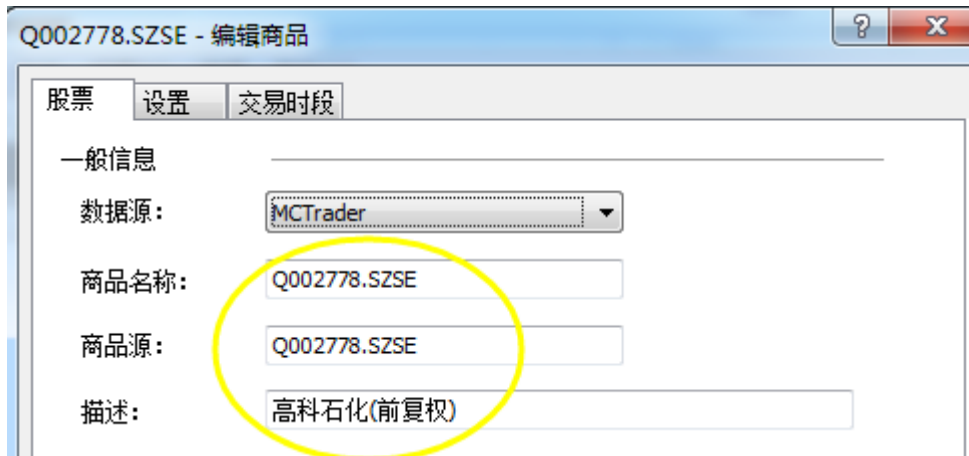 Q002778.SZSE - 编辑商品
股票 设置 交易时段
一般信息
数据源: MCTrader
商品名称: Q002778.SZSE
商品源: Q002778.SZSE
描述: 高科石化(前复权)